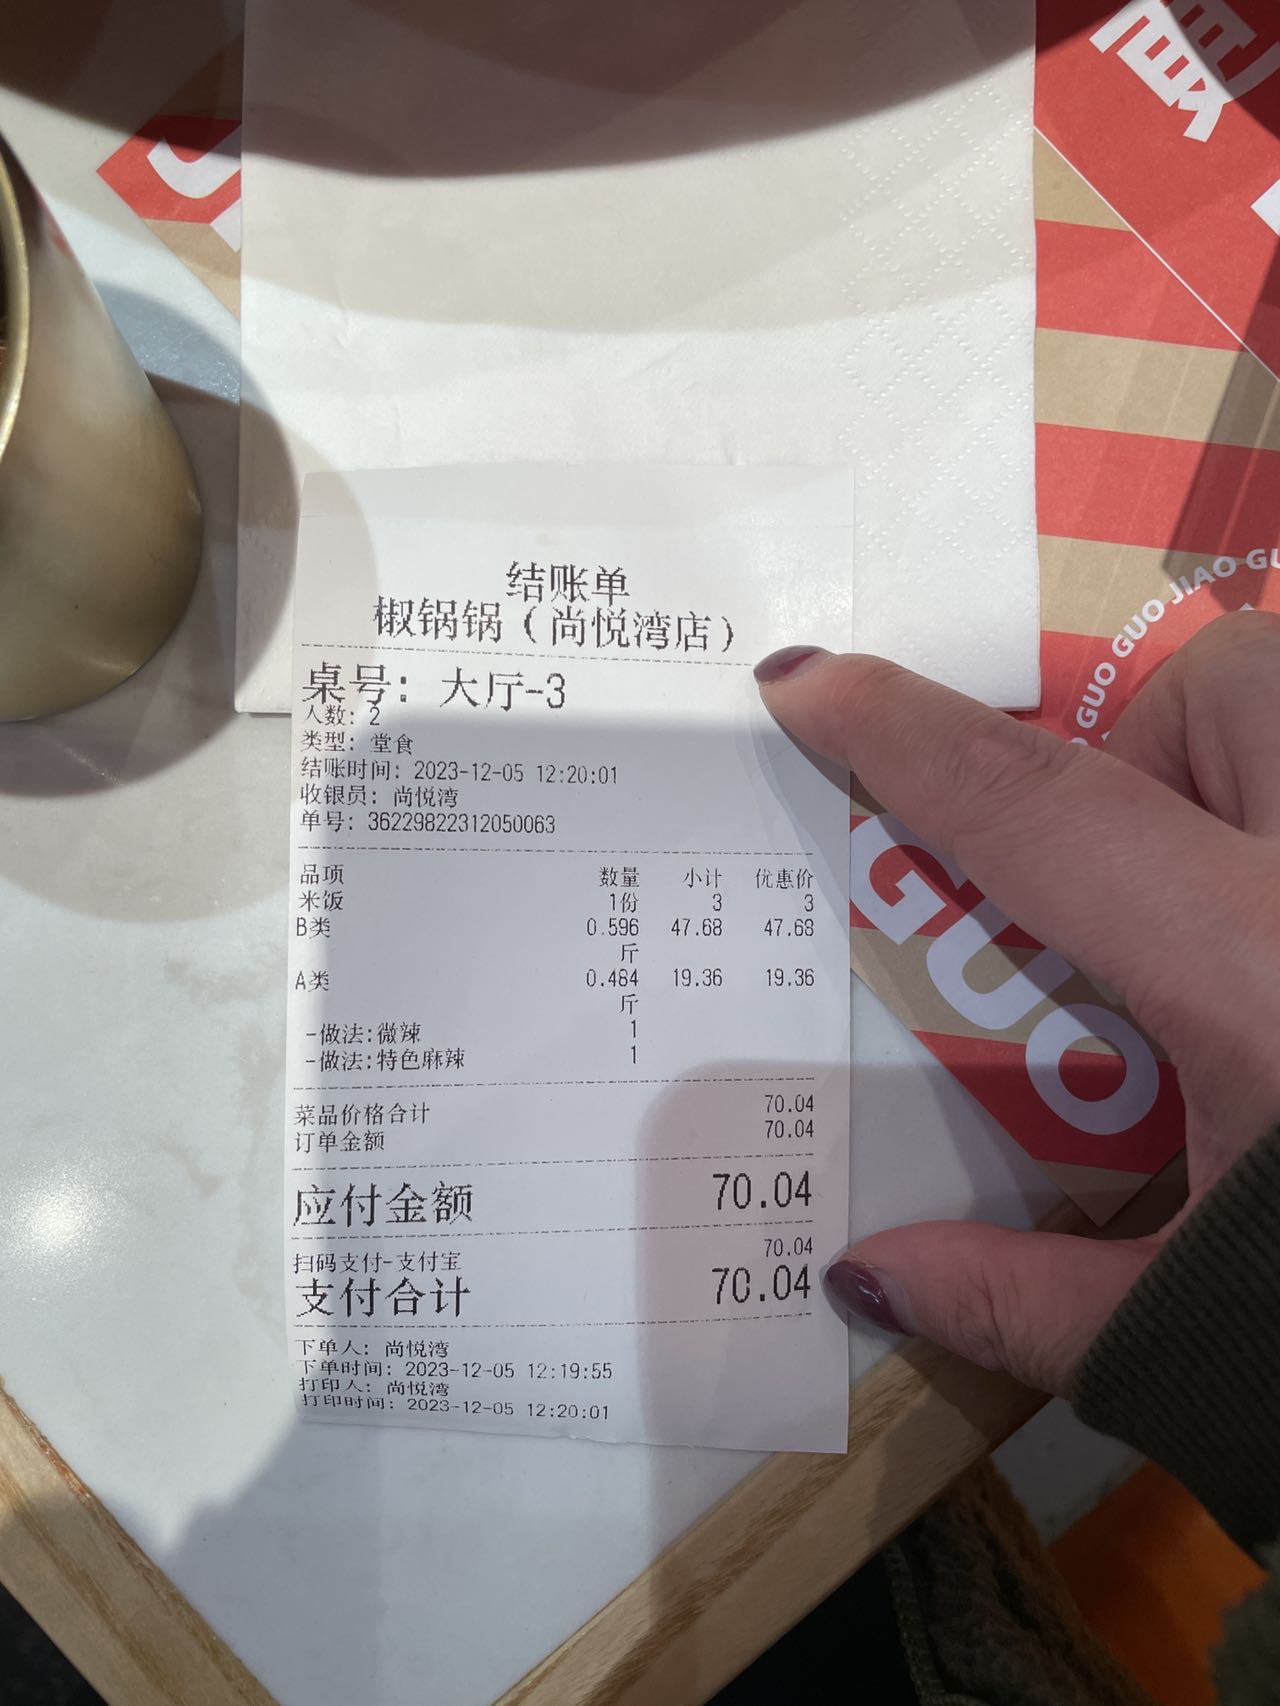 结账单
椒锅锅（尚悦湾店）
桌号: 大厅-3
人数: 2
类型: 堂食
结账时间: 2023-12-05 12:20:01
收银员: 尚悦湾
单号: 36229822312050063
品项 数量 小计 优惠价
米饭 1份 3 3
B类 0.596 47.68 47.68
斤
A类 0.484 19.36 19.36
斤
-做法:微辣 1
-做法:特色麻辣 1
菜品价格合计 70.04
订单金额 70.04
应付金额 70.04
扫码支付-支付宝 70.04
支付合计 70.04
下单人: 尚悦湾
下单时间: 2023-12-05 12:19:55
打印人: 尚悦湾
打印时间: 2023-12-05 12:20:01
GUO GUO JIAO GU
GUO